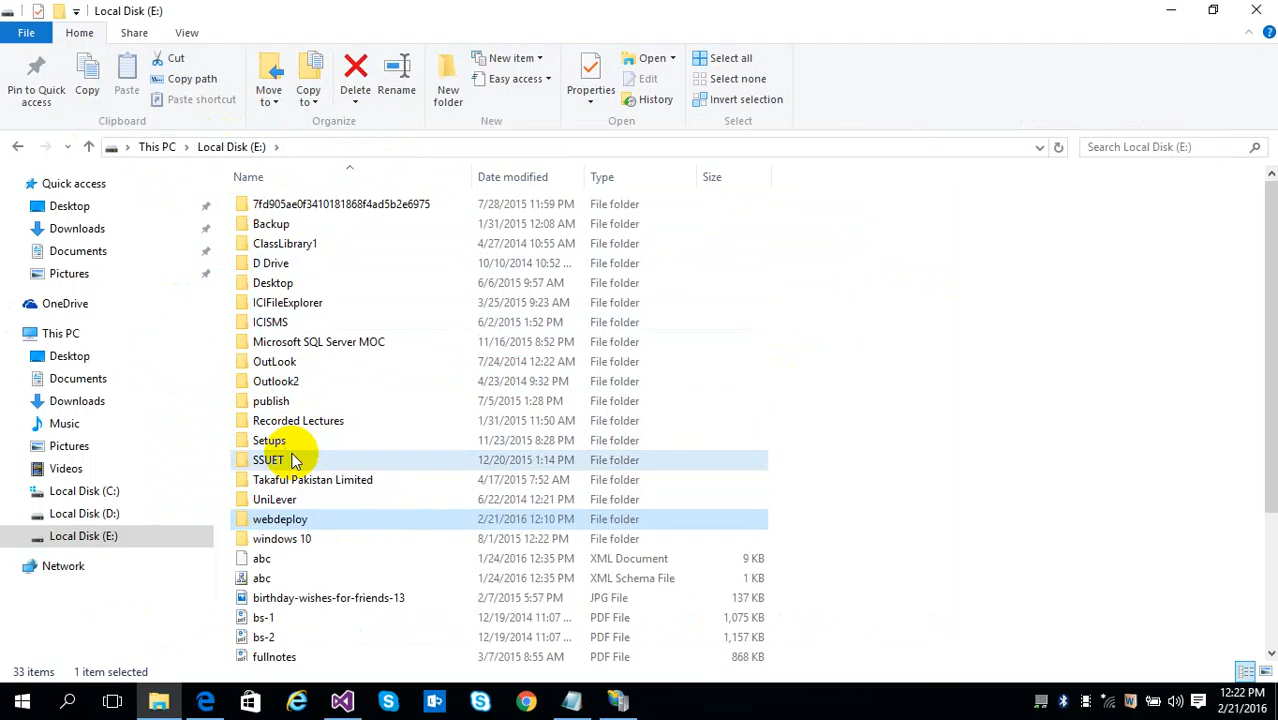 Local Disk (E:)
File Home Share View
Pin to Quick access
Copy
Paste
Cut
Copy path
Paste shortcut
Clipboard
Move to
Copy to
Delete
Rename
Organize
New folder
New item
Easy access
New
Properties
Open
Edit
History
Open
Select all
Select none
Invert selection
Select
This PC Local Disk (E:)
Search Local Disk (E:)
Quick access
Desktop
Downloads
Documents
Pictures
OneDrive
This PC
Desktop
Documents
Downloads
Music
Pictures
Videos
Local Disk (C:)
Local Disk (D:)
Local Disk (E:)
Network
Name Date modified Type Size
7fd905ae0f3410181868f4ad5b2e6975 7/28/2015 11:59 PM File folder
Backup 1/31/2015 12:08 AM File folder
ClassLibrary1 4/27/2014 10:55 AM File folder
D Drive 10/10/2014 10:52 ... File folder
Desktop 6/6/2015 9:57 AM File folder
ICIFileExplorer 3/25/2015 9:23 AM File folder
ICISMS 6/2/2015 1:52 PM File folder
Microsoft SQL Server MOC 11/16/2015 8:52 PM File folder
OutLook 7/24/2014 12:22 AM File folder
Outlook2 4/23/2014 9:32 PM File folder
publish 7/5/2015 1:28 PM File folder
Recorded Lectures 1/31/2015 11:50 AM File folder
Setups 11/23/2015 8:28 PM File folder
SSUET 12/20/2015 1:14 PM File folder
Takaful Pakistan Limited 4/17/2015 7:52 AM File folder
UniLever 6/22/2014 12:21 PM File folder
webdeploy 2/21/2016 12:10 PM File folder
windows 10 8/1/2015 12:22 PM File folder
abc 1/24/2016 12:35 PM XML Document 9 KB
abc 1/24/2016 12:35 PM XML Schema File 1 KB
birthday-wishes-for-friends-13 2/7/2015 5:57 PM JPG File 137 KB
bs-1 12/19/2014 11:07 ... PDF File 1,075 KB
bs-2 12/19/2014 11:07 ... PDF File 1,157 KB
fullnotes 3/7/2015 8:55 AM PDF File 868 KB
33 items 1 item selected
12:22 PM
2/21/2016